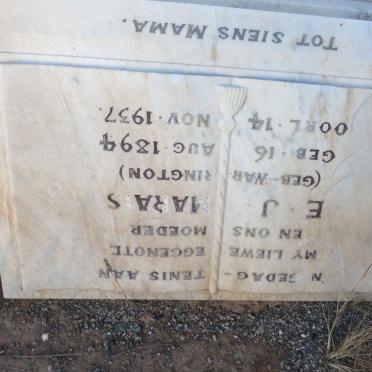 'N GEDAG- TENIS AAN
MY LIEWE EGGENOTE
EN ONS MOEDER
E J MARAIS
(GEB WAR RINGTON)
GEB · 16 AUG 1894
OORL · 14 NOV · 1937.
TOT SIENS MAMA.